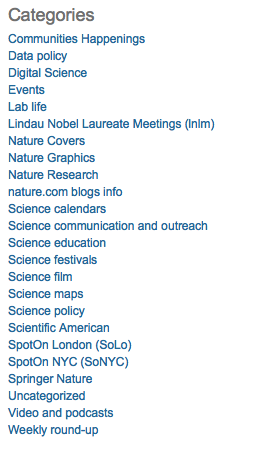 Categories
Communities Happenings
Data policy
Digital Science
Events
Lab life
Lindau Nobel Laureate Meetings (lnlm)
Nature Covers
Nature Graphics
Nature Research
nature.com blogs info
Science calendars
Science communication and outreach
Science education
Science festivals
Science film
Science maps
Science policy
Scientific American
SpotOn London (SoLo)
SpotOn NYC (SoNYC)
Springer Nature
Uncategorized
Video and podcasts
Weekly round-up